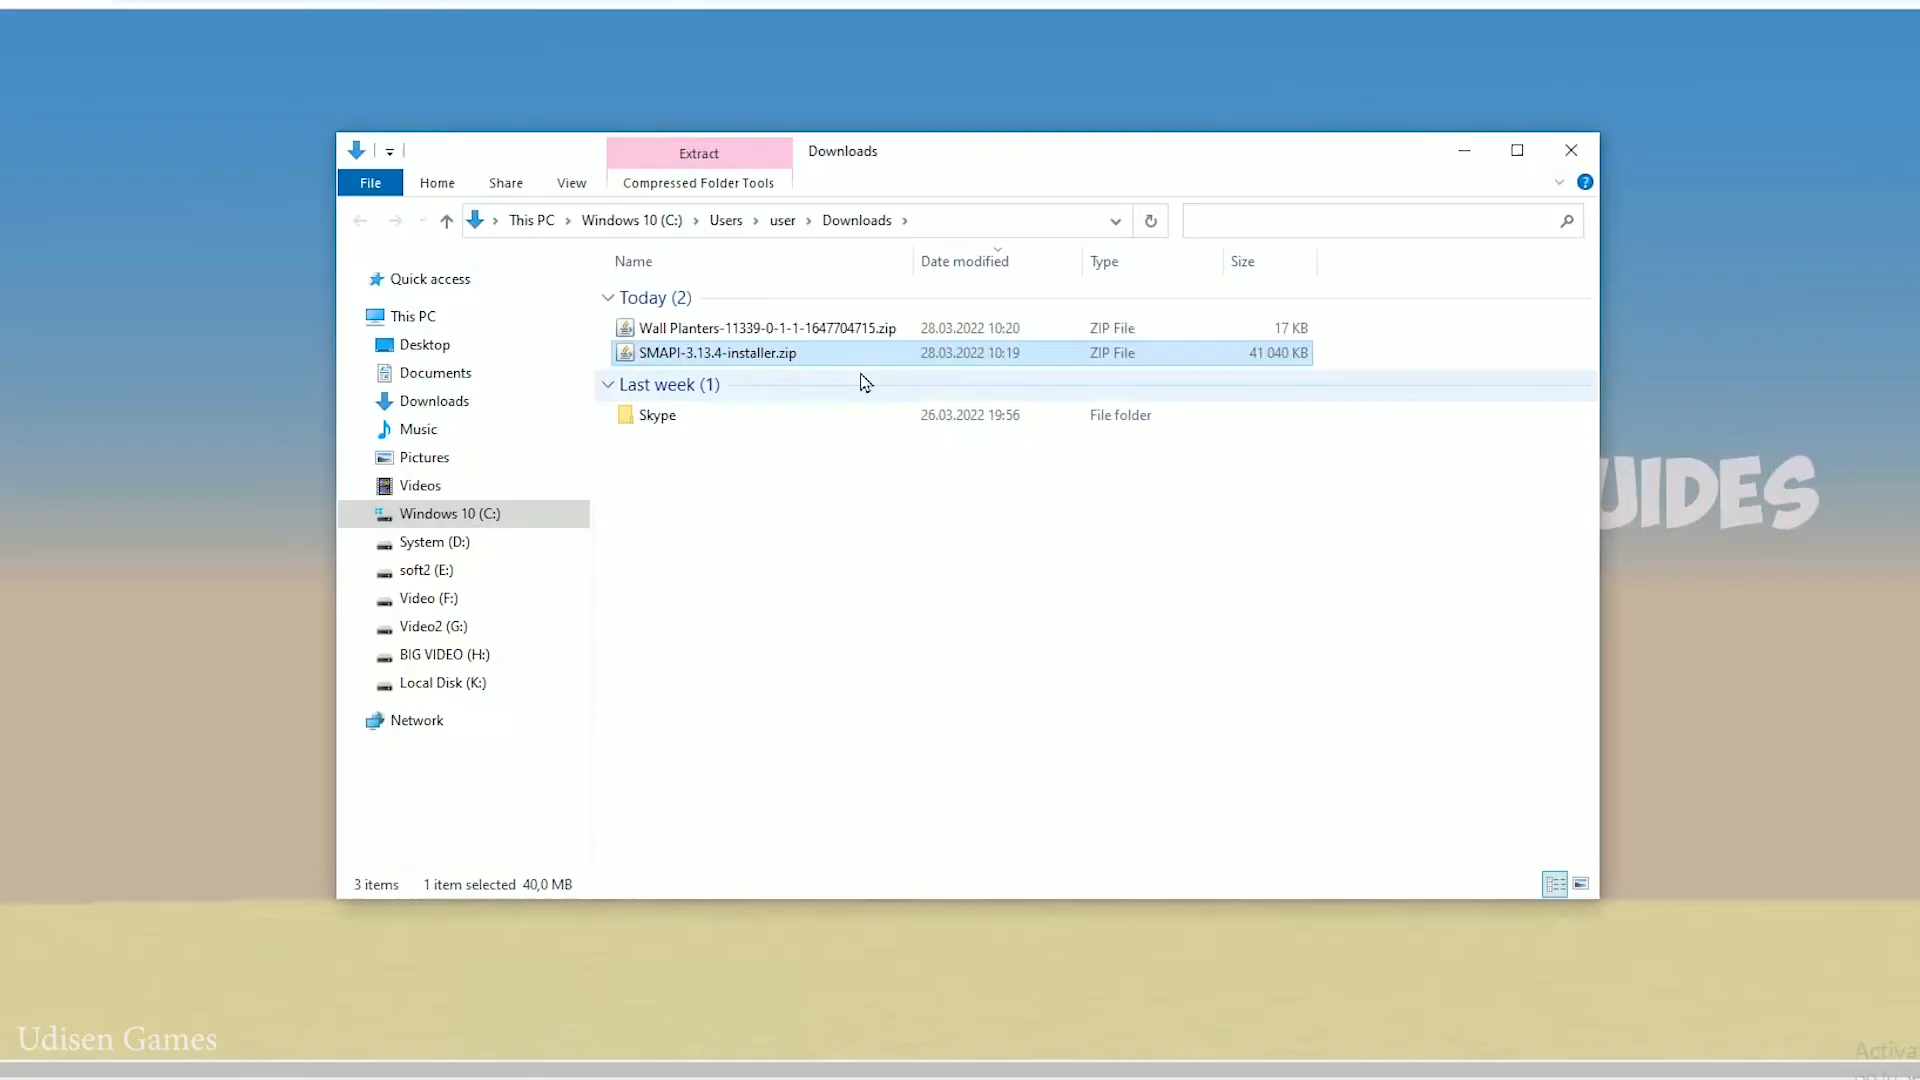 Extract
Downloads
File
Home
Share
View
Compressed Folder Tools
This PC
Windows 10 (C:)
Users
user
Downloads
Name
Date modified
Type
Size
Quick access
This PC
Desktop
Documents
Downloads
Music
Pictures
Videos
Windows 10 (C:)
System (D:)
soft2 (E:)
Video (F:)
Video2 (G:)
BIG VIDEO (H:)
Local Disk (K:)
Network
Today (2)
Wall Planters-11339-0-1-1-1647704715.zip 28.03.2022 10:20 ZIP File 17 KB
SMAPI-3.13.4-installer.zip 28.03.2022 10:19 ZIP File 41 040 KB
Last week (1)
Skype 26.03.2022 19:56 File folder
UIDES
3 items 1 item selected 40,0 MB
Udisen Games
Activa